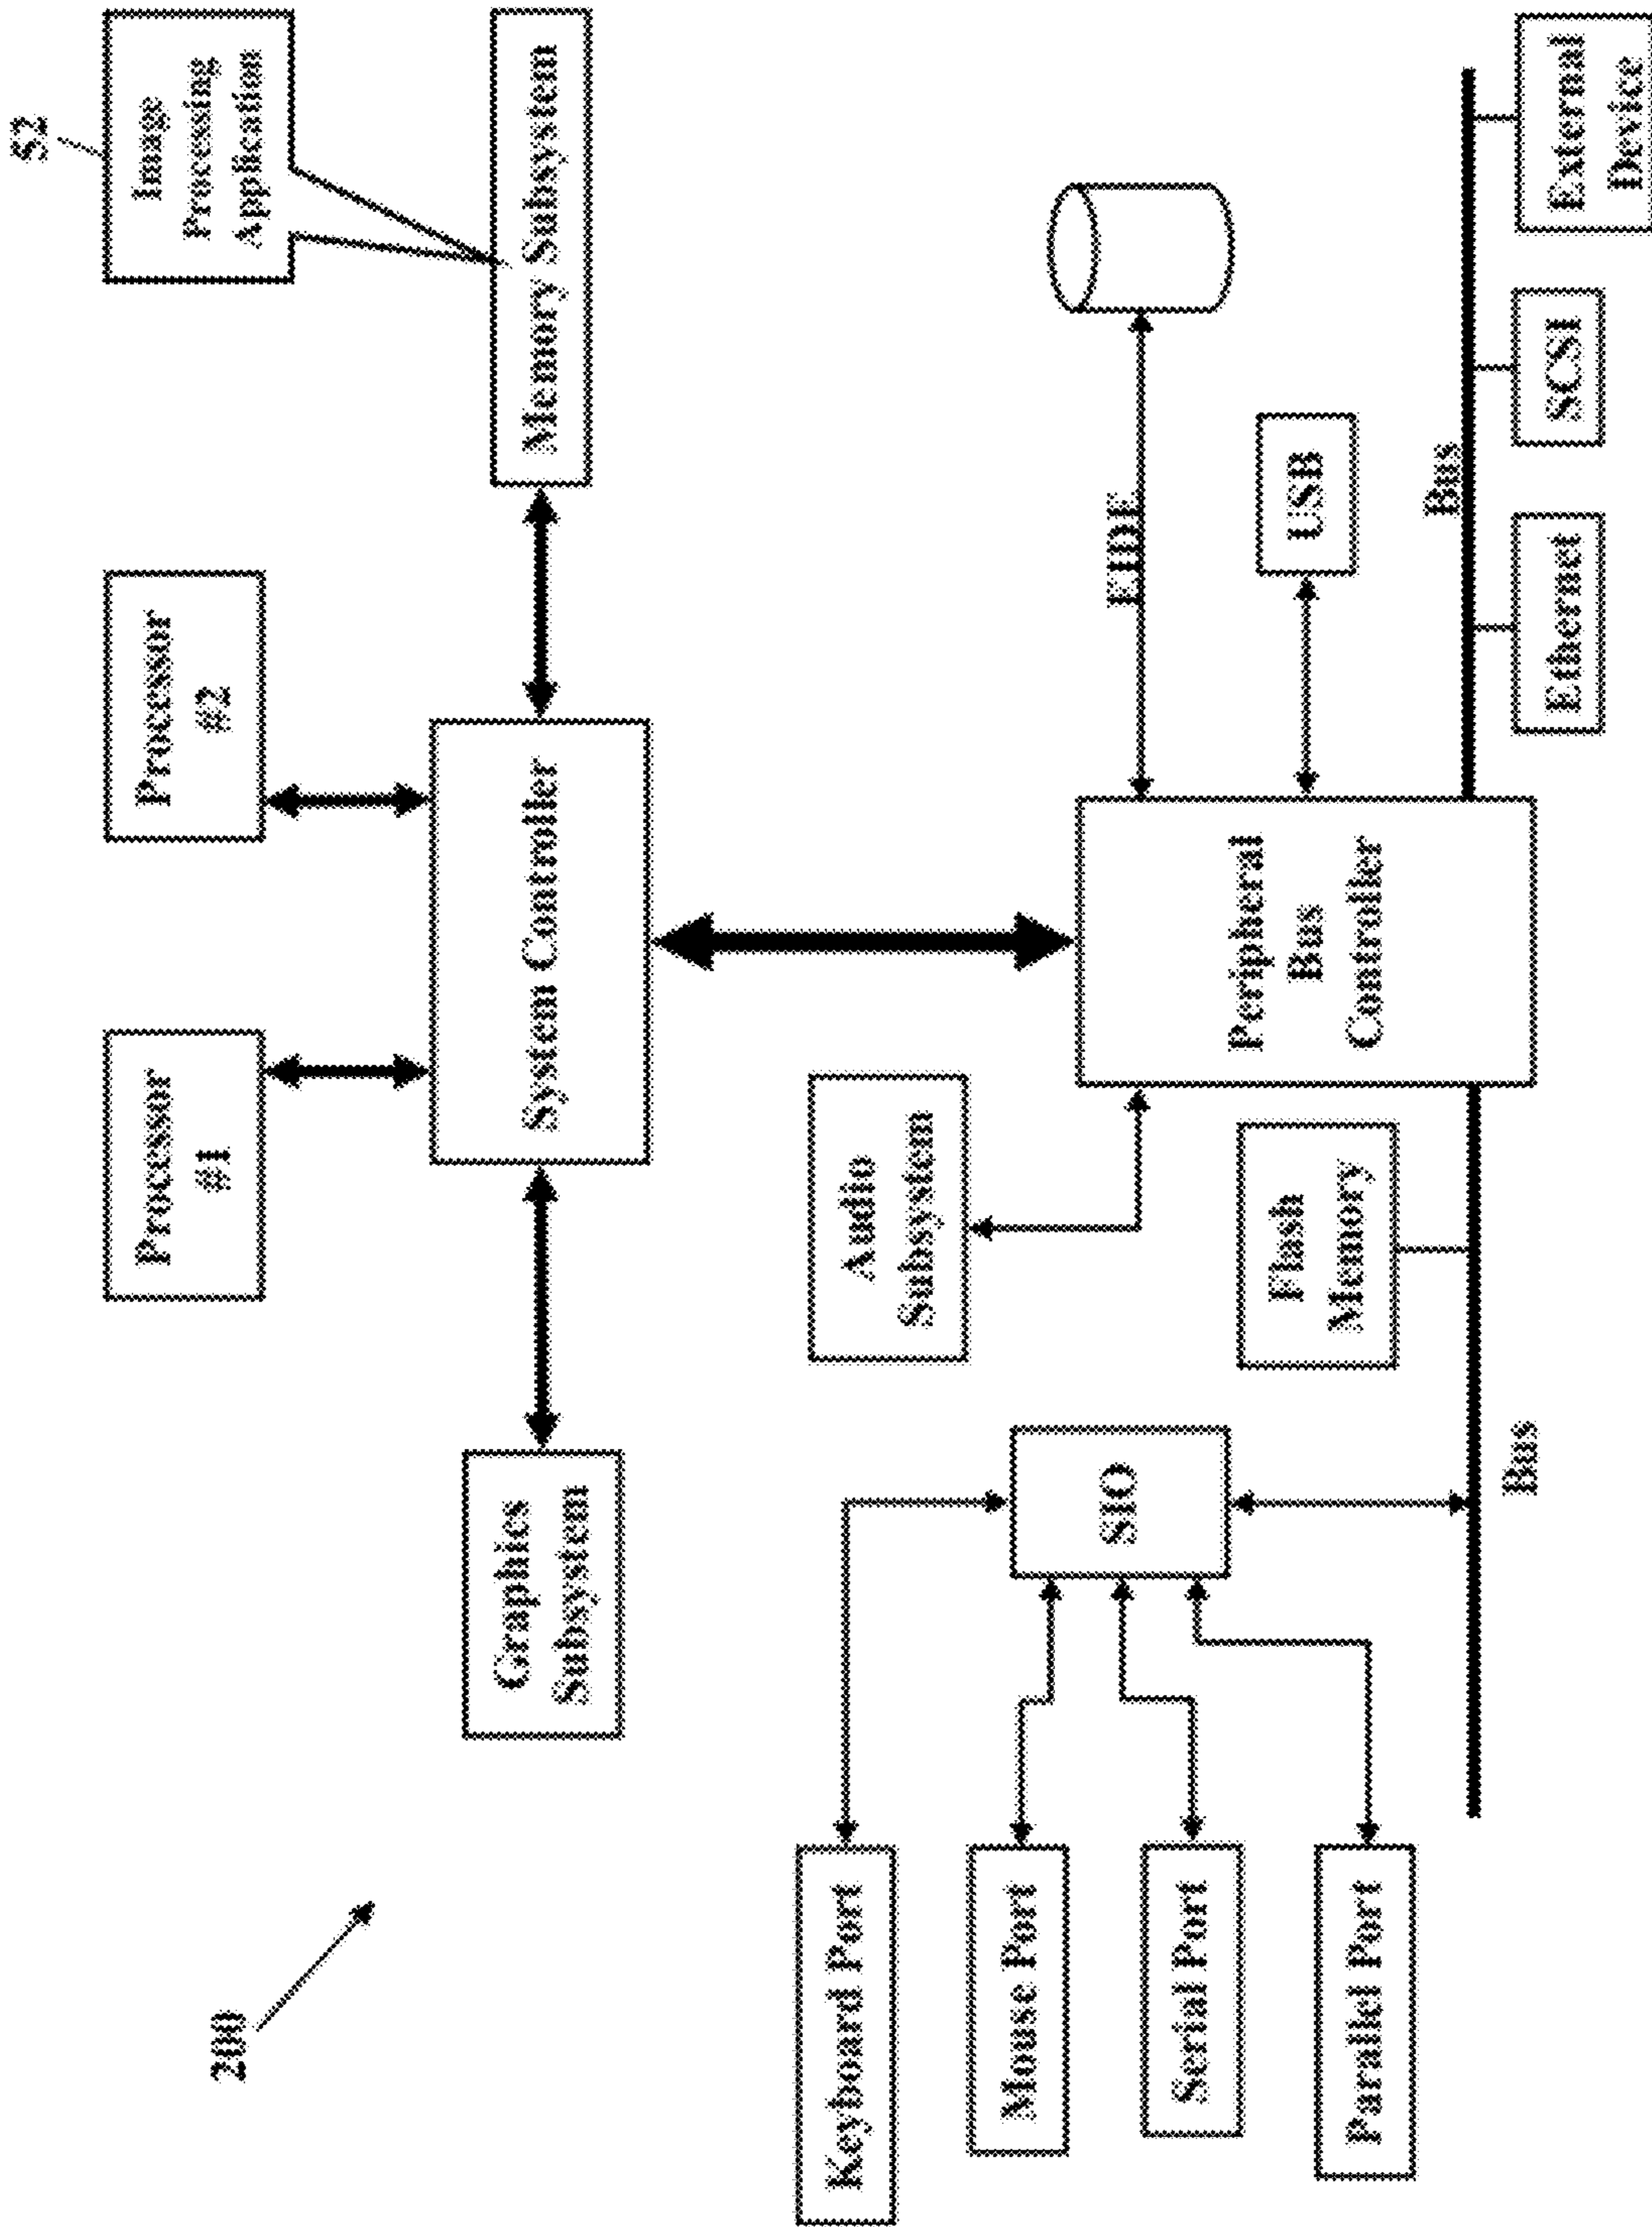 200
S2
Processor
#1
Processor
#2
Image
Processing
Application
Graphics
Subsystem
System Controller
Memory Subsystem
Keyboard Port
Mouse Port
Serial Port
Parallel Port
SIO
Audio
Subsystem
Flash
Memory
Peripheral
Bus
Controller
EIDE
USB
Bus
Bus
Ethernet
SCSI
External
Device